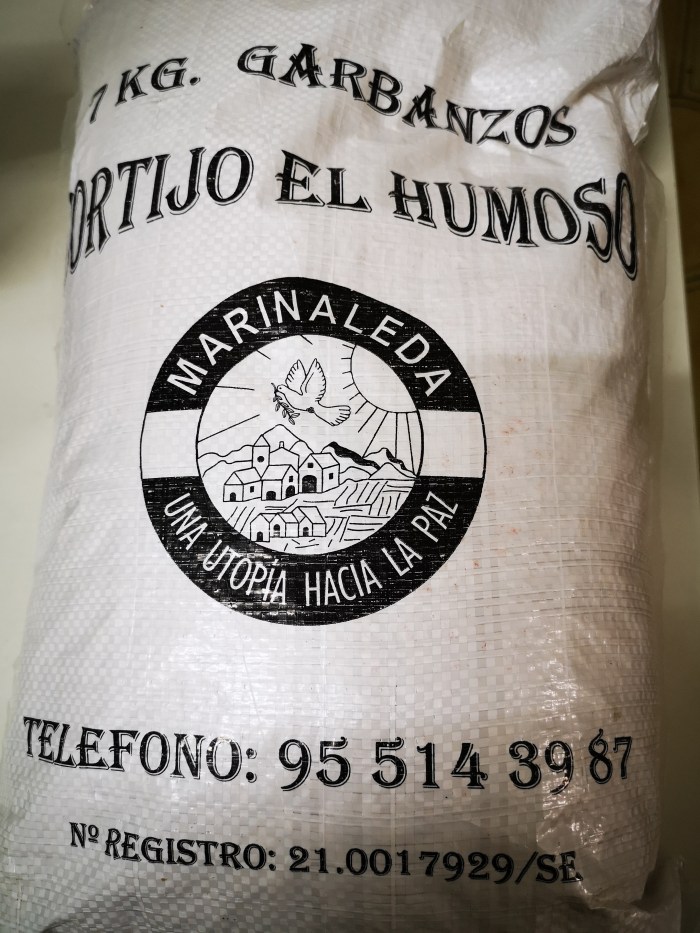 7 KG. GARBANZOS
CORTIJO EL HUMOSO
MARINALEDA
UNA UTOPÍA HACIA LA PAZ
TELEFONO: 95 514 39 87
Nº REGISTRO: 21.0017929/SE